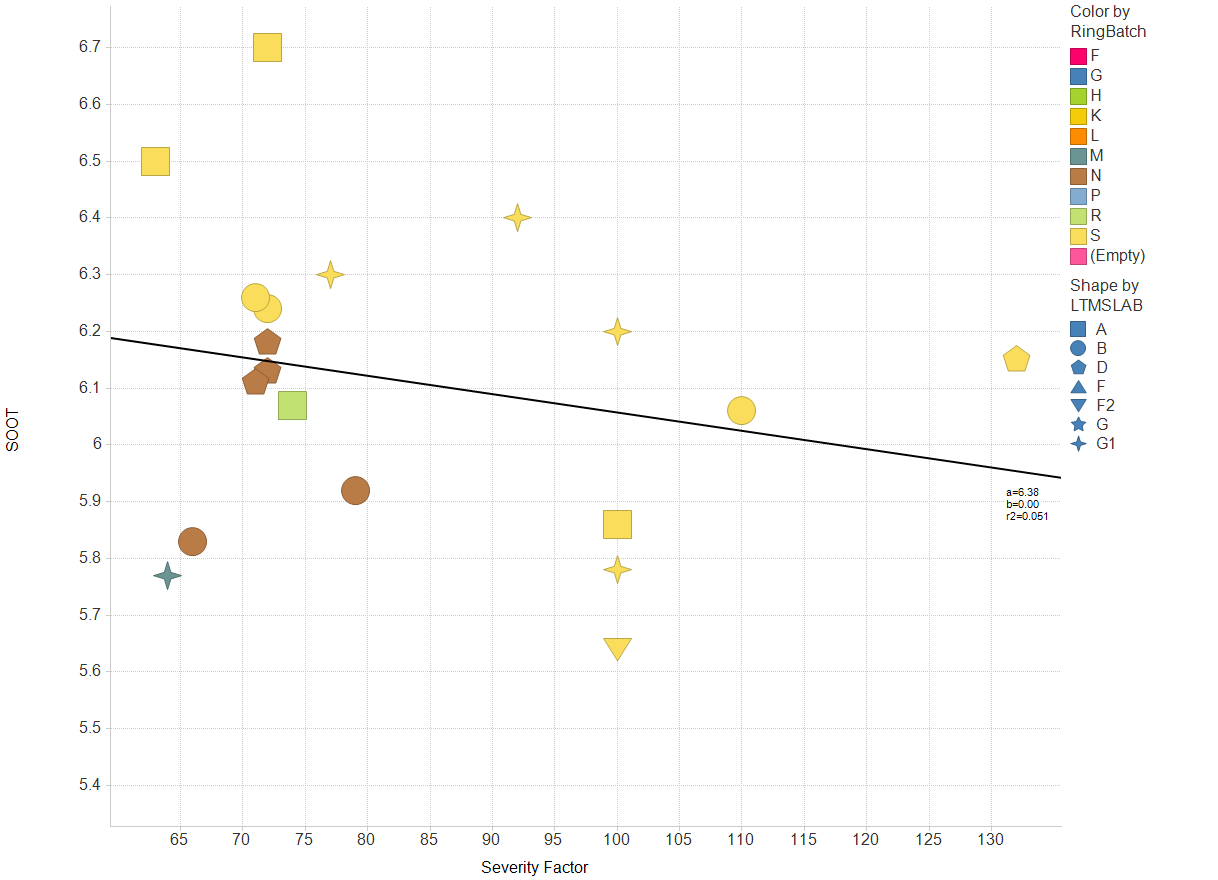 Color by
RingBatch
F
G
H
K
L
M
N
P
R
S
(Empty)
Shape by
LTMSLAB
A
B
D
F
F2
G
G1
6.7
6.6
6.5
6.4
6.3
6.2
6.1
6
5.9
5.8
5.7
5.6
5.5
5.4
SOOT
a=6.38
b=0.00
r2=0.051
65 70 75 80 85 90 95 100 105 110 115 120 125 130
Severity Factor